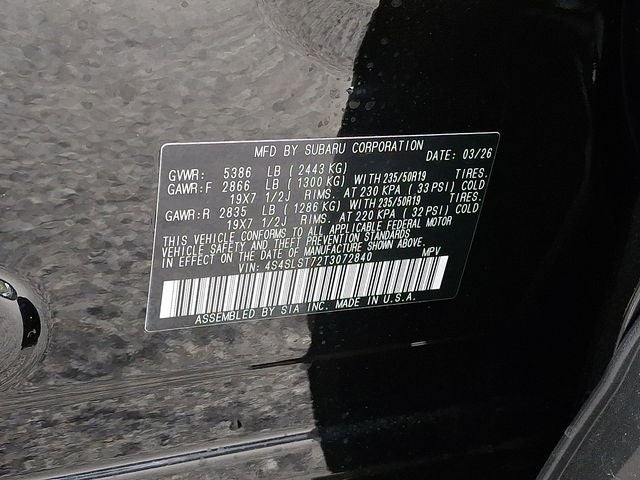 MFD BY SUBARU CORPORATION DATE: 03/26
GVWR: 5386 LB ( 2443 KG)
GAWR:F 2866 LB ( 1300 KG) WITH 235/50R19 TIRES.
19X7 1/2J RIMS. AT 230 KPA ( 33 PSI) COLD
GAWR:R 2835 LB ( 1286 KG) WITH 235/50R19 TIRES.
19X7 1/2J RIMS. AT 220 KPA ( 32 PSI) COLD
THIS VEHICLE CONFORMS TO ALL APPLICABLE FEDERAL MOTOR
VEHICLE SAFETY AND THEFT PREVENTION STANDARDS
IN EFFECT ON THE DATE OF MANUFACTURE SHOWN ABOVE.
VIN: 4S4SLST72T3072840 MPV
ASSEMBLED BY SIA INC. MADE IN U.S.A.